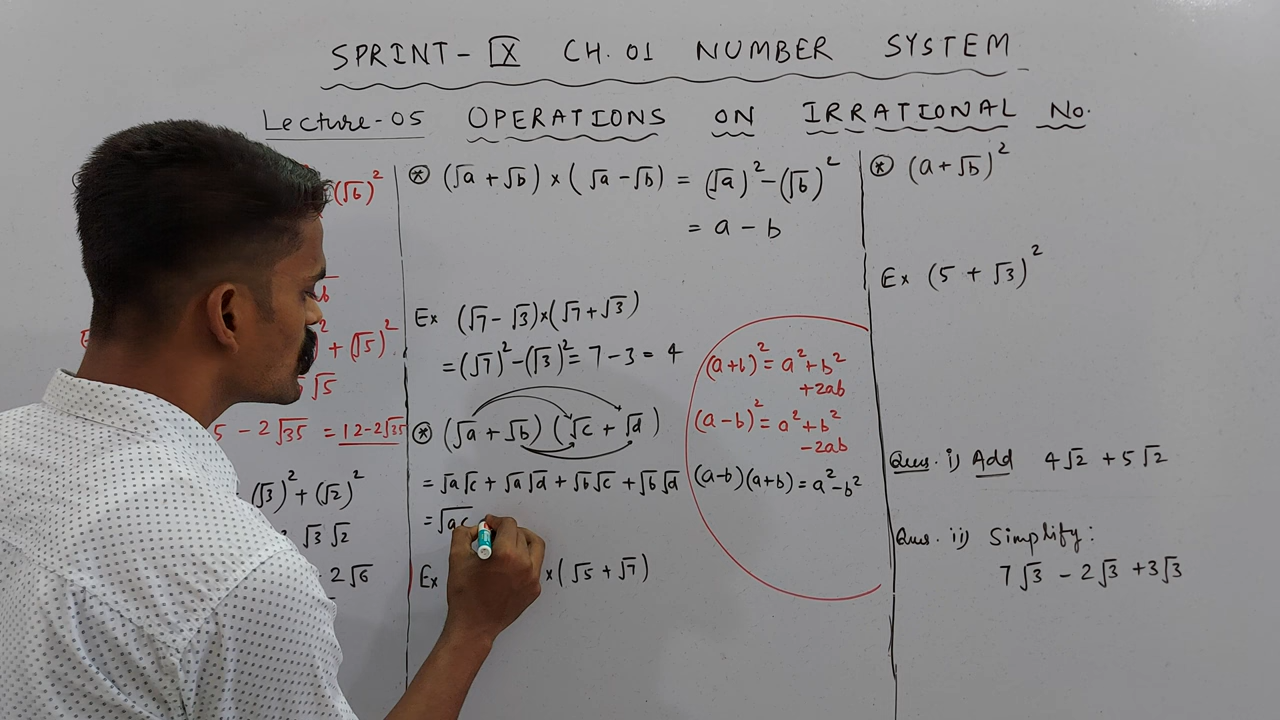 SPRINT-IX CH.01 NUMBER SYSTEM
Lecture-05 OPERATIONS ON IRRATIONAL No.
(√b)²
+ (√5)²
√5
5 - 2√35 = 12-2√35
(√3)² + (√2)²
√3 √2
2√6
⊛ (√a + √b) × (√a - √b) = (√a)² - (√b)²
= a - b
Ex (√7 - √3)×(√7 + √3)
= (√7)² - (√3)² = 7 - 3 = 4
⊛ (√a + √b) (√c + √d)
= √a√c + √a√d + √b√c + √b√d
= √ac
Ex × (√5 + √7)
(a+b)² = a² + b²
+2ab
(a-b)² = a² + b²
-2ab
(a-b)(a+b) = a² - b²
⊛ (a + √b)²
Ex (5 + √3)²
Ques. i) Add 4√2 + 5√2
Ques. ii) Simplify:
7√3 - 2√3 + 3√3